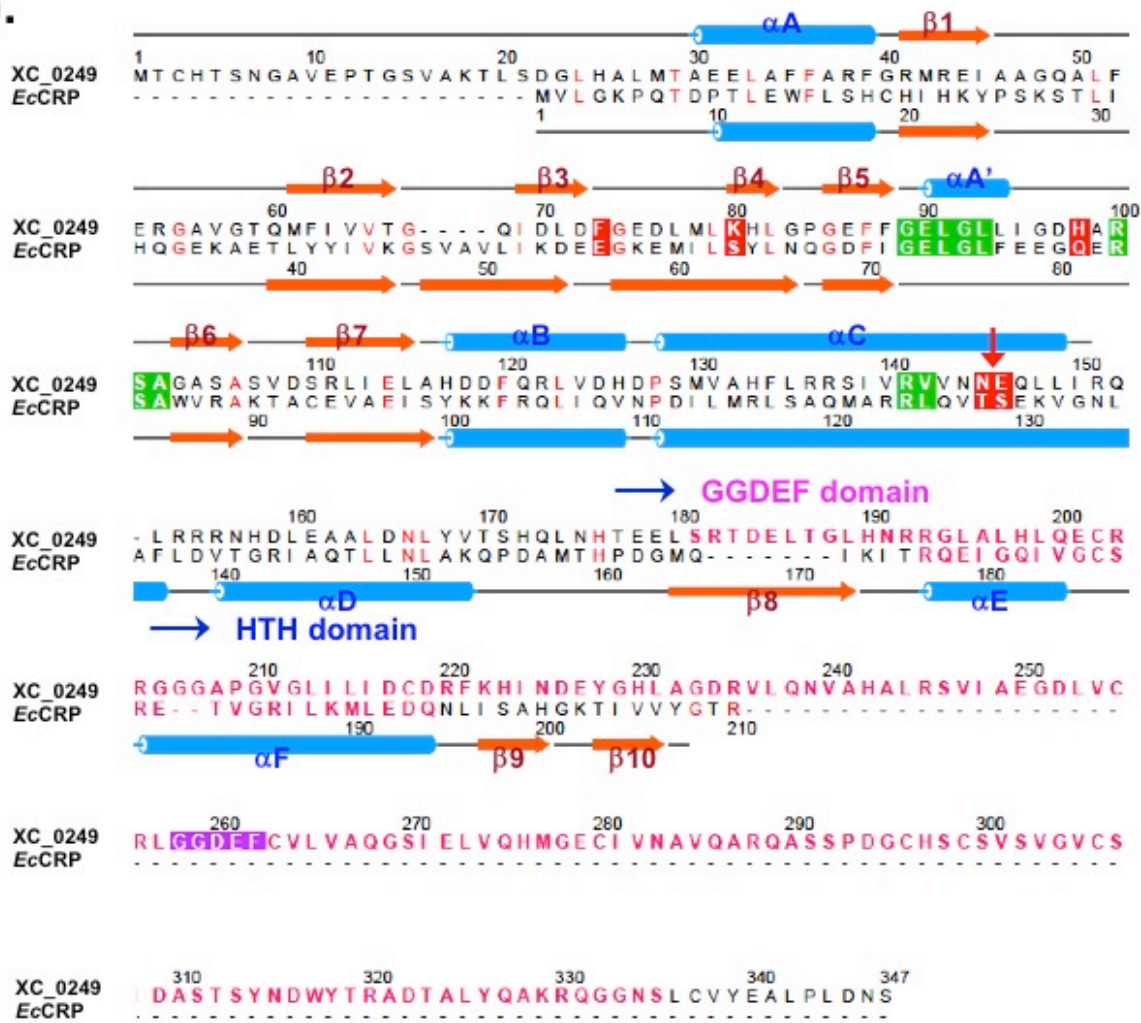 αA β1
1 10 20 30 40 50
XC_0249 MTCHTSNGAVEPTGSVAKTLSDGLHALMTAEELAFFARFGRMREIAAGQALF
EcCRP - - - - - - - - - - - - - - - - - - - - - MVLGKPQTDPTLEWFLSHCHIHKYPSKSTLI
1 10 20 30
β2 β3 β4 β5 αA'
60 70 80 90 100
XC_0249 ERGAVGTQMFIVVTG----QIDLDFGEDLMLKHLGPGEFFGELGLLIGDHAR
EcCRP HQGEKAETLYYIVKGSVAVLIKDEEGKEMILSYLNQGDFIGELGLFEEGQER
40 50 60 70 80
β6 β7 αB αC
110 120 130 140 150
XC_0249 SAGASASVDSRLIELAHDDFQRLVDHDPSMVAHFLRRSIVRVVNNEQLLIRQ
EcCRP SAWVRAKTACEVAEISYKKFRQLIQVNPDILMRLSAQMARRLQVTSEKVGNL
90 100 110 120 130
GGDEF domain
160 170 180 190 200
XC_0249 -LRRRNHDLEAALDNLYVTSHQLNHTEELSRTDELTGLHNRRGLALHLQECR
EcCRP AFLDVTGRIAQTLLNLAKQPDAMTHPDGMQ-------IKITRQEIGQIVGCS
140 150 160 170 180
αD β8 αE
HTH domain
210 220 230 240 250
XC_0249 RGGGAPGVGLILIDCDRFKHINDEYGHLAGDRVLQNVAHALRSVIAEGDLVC
EcCRP RE--TVGRILKMLEDQNLISAHGKTIVVYGTR--------------------
190 200 210
αF β9 β10
260 270 280 290 300
XC_0249 RLGGDEFCVLVAQGSIELVQHMGECIVNAVQARQASSPDGCHSCSVSVGVCS
EcCRP ----------------------------------------------------
310 320 330 340 347
XC_0249 DASTSYNDWYTRADTALYQAKRQGGNSLCVYEALPLDNS
EcCRP ----------------------------------------